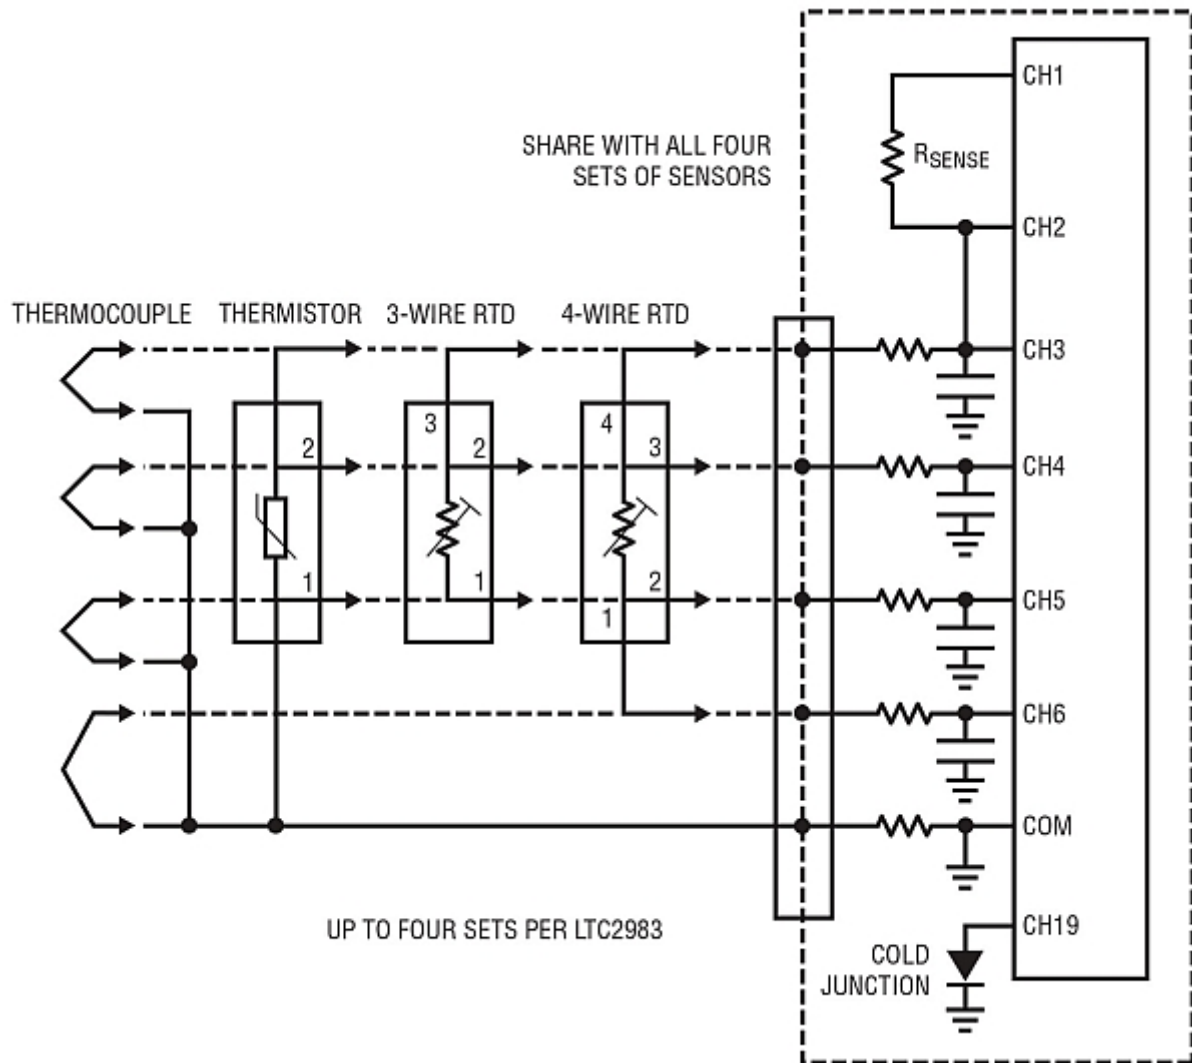 CH1
SHARE WITH ALL FOUR
SETS OF SENSORS
RSENSE
CH2
THERMOCOUPLE THERMISTOR 3-WIRE RTD 4-WIRE RTD
CH3
3 4
2 2 3
CH4
1 1 2
CH5
1
CH6
COM
UP TO FOUR SETS PER LTC2983
CH19
COLD
JUNCTION